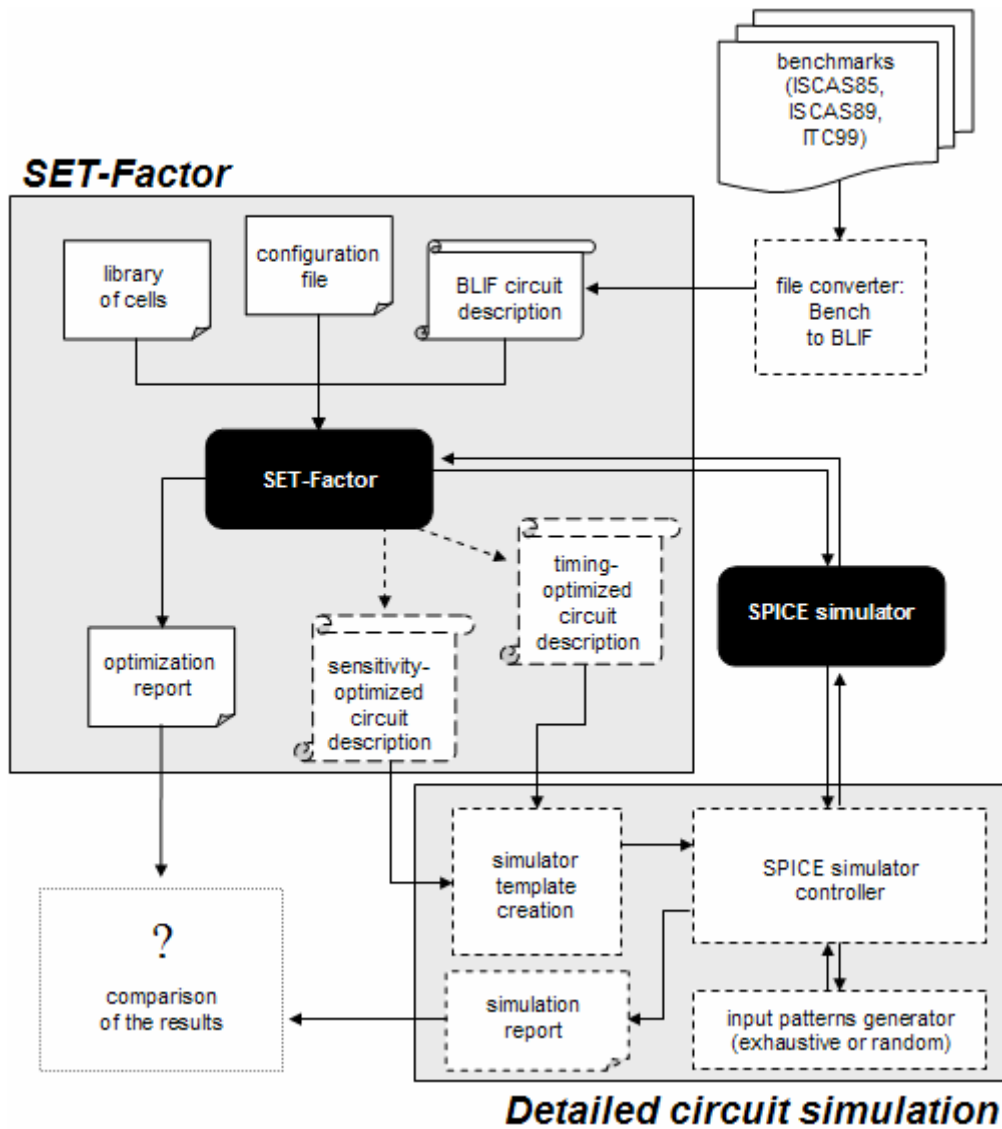 benchmarks
(ISCAS85,
ISCAS89,
ITC99)
SET-Factor
library
of cells
configuration
file
BLIF circuit
description
file converter:
Bench
to BLIF
SET-Factor
SPICE simulator
optimization
report
sensitivity-
optimized
circuit
description
timing-
optimized
circuit
description
simulator
template
creation
SPICE simulator
controller
?
comparison
of the results
simulation
report
input patterns generator
(exhaustive or random)
Detailed circuit simulation